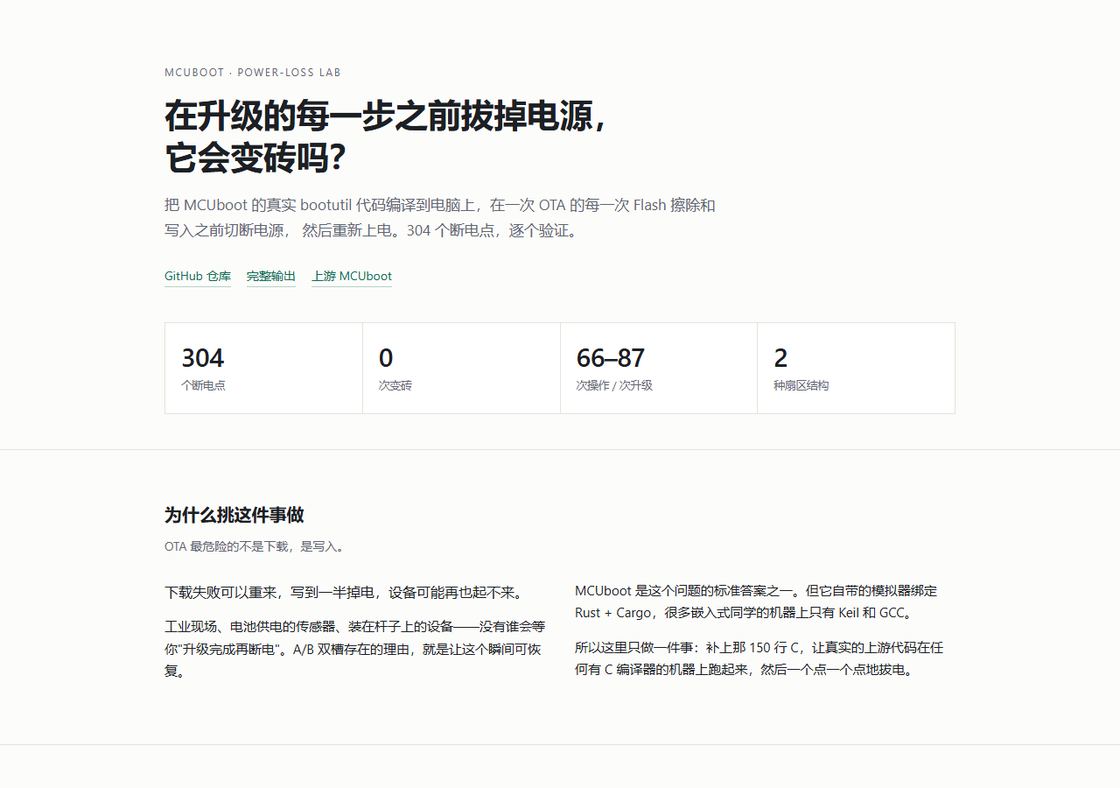 MCUBOOT · POWER-LOSS LAB
在升级的每一步之前拔掉电源，
它会变砖吗？
把 MCUboot 的真实 bootutil 代码编译到电脑上，在一次 OTA 的每一次 Flash 擦除和
写入之前切断电源， 然后重新上电。304 个断电点，逐个验证。
GitHub 仓库 完整输出 上游 MCUboot
304
个断电点
0
次变砖
66–87
次操作 / 次升级
2
种扇区结构
为什么挑这件事做
OTA 最危险的不是下载，是写入。
下载失败可以重来，写到一半掉电，设备可能再也起不来。
工业现场、电池供电的传感器、装在杆子上的设备——没有谁会等
你"升级完成再断电"。A/B 双槽存在的理由，就是让这个瞬间可恢
复。
MCUboot 是这个问题的标准答案之一。但它自带的模拟器绑定
Rust + Cargo，很多嵌入式同学的机器上只有 Keil 和 GCC。
所以这里只做一件事：补上那 150 行 C，让真实的上游代码在任
何有 C 编译器的机器上跑起来，然后一个点一个点地拔电。